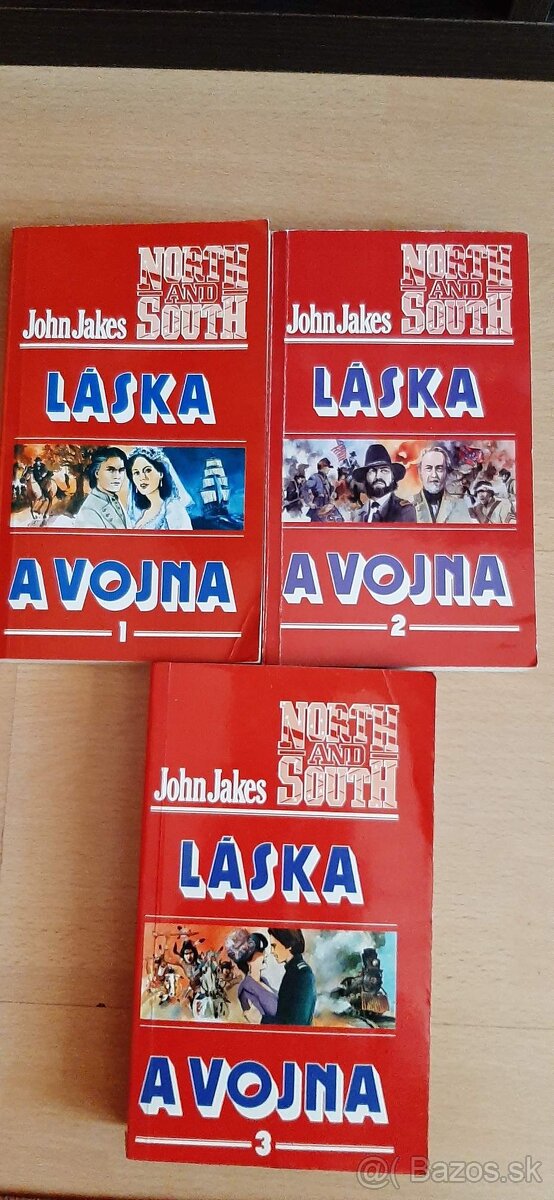 NORTH
AND
SOUTH
John Jakes
LÁSKA
A VOJNA
1
NORTH
AND
SOUTH
John Jakes
LÁSKA
A VOJNA
2
NORTH
AND
SOUTH
John Jakes
LÁSKA
A VOJNA
3
@( Bazos.sk